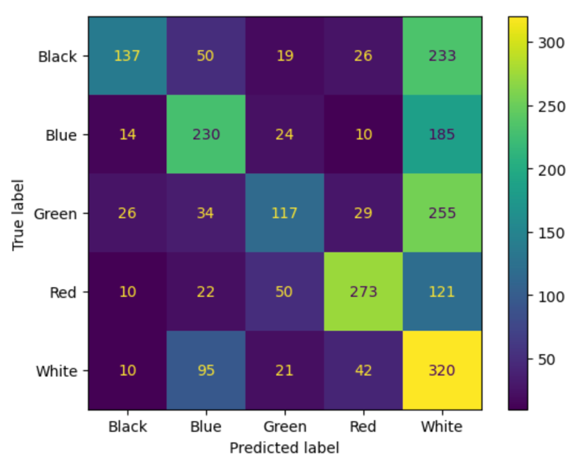 300
Black 137 50 19 26 233
250
Blue 14 230 24 10 185
200
True label
Green 26 34 117 29 255
150
Red 10 22 50 273 121
100
White 10 95 21 42 320
50
Black Blue Green Red White
Predicted label